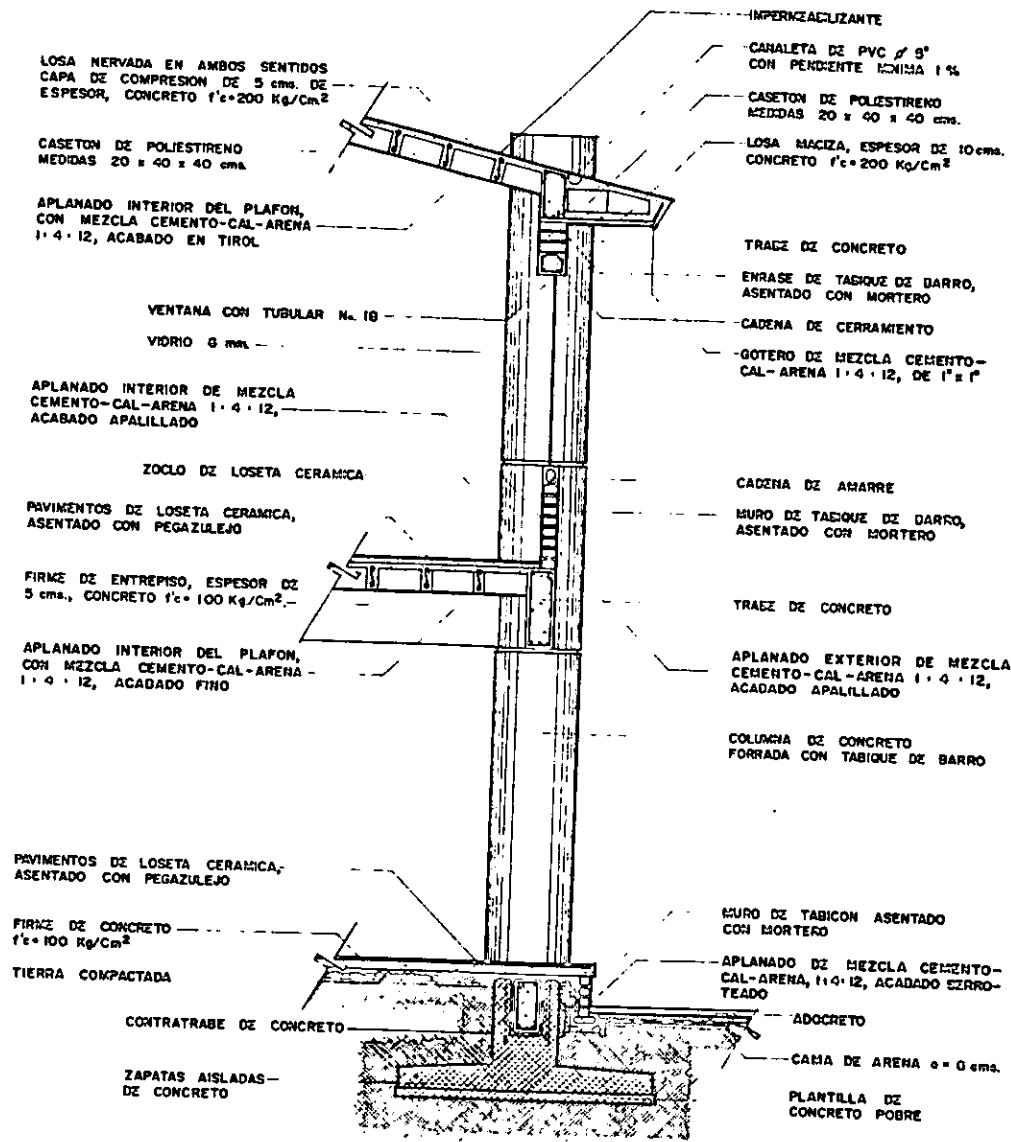 IMPERMEABILIZANTE
CANALETA DE PVC Ø 9"
CON PENDIENTE MINIMA 1 %
LOSA NERVADA EN AMBOS SENTIDOS
CAPA DE COMPRESION DE 5 cms. DE
ESPESOR, CONCRETO f'c=200 Kg/Cm²
CASETON DE POLIESTIRENO
MEDIDAS 20 x 40 x 40 cms.
CASETON DE POLIESTIRENO
MEDIDAS 20 x 40 x 40 cms.
LOSA MACIZA, ESPESOR DE 10 cms.
CONCRETO f'c=200 Kg/Cm²
APLANADO INTERIOR DEL PLAFON,
CON MEZCLA CEMENTO-CAL-ARENA
1:4:12, ACABADO EN TIROL
TRABE DE CONCRETO
ENRASE DE TABIQUE DE BARRO,
ASENTADO CON MORTERO
VENTANA CON TUBULAR No. 18
CADENA DE CERRAMIENTO
VIDRIO 6 mm.
GOTERO DE MEZCLA CEMENTO-
CAL-ARENA 1:4:12, DE 1" x 1"
APLANADO INTERIOR DE MEZCLA
CEMENTO-CAL-ARENA 1:4:12,
ACABADO APALILLADO
ZOCLO DE LOSETA CERAMICA
CADENA DE AMARRE
PAVIMENTOS DE LOSETA CERAMICA,
ASENTADO CON PEGAZULEJO
MURO DE TABIQUE DE BARRO,
ASENTADO CON MORTERO
FIRME DE ENTREPISO, ESPESOR DE
5 cms., CONCRETO f'c=100 Kg/Cm².
TRABE DE CONCRETO
APLANADO INTERIOR DEL PLAFON,
CON MEZCLA CEMENTO-CAL-ARENA
1:4:12, ACABADO FINO
APLANADO EXTERIOR DE MEZCLA
CEMENTO-CAL-ARENA 1:4:12,
ACABADO APALILLADO
COLUMNA DE CONCRETO
FORRADA CON TABIQUE DE BARRO
PAVIMENTOS DE LOSETA CERAMICA,
ASENTADO CON PEGAZULEJO
MURO DE TABICON ASENTADO
CON MORTERO
FIRME DE CONCRETO
f'c=100 Kg/Cm²
APLANADO DE MEZCLA CEMENTO-
CAL-ARENA, 1:4:12, ACABADO SERRO-
TEADO
TIERRA COMPACTADA
ADOCRETO
CONTRATRABE DE CONCRETO
CAMA DE ARENA e=6 cms.
ZAPATAS AISLADAS
DE CONCRETO
PLANTILLA DE
CONCRETO POBRE